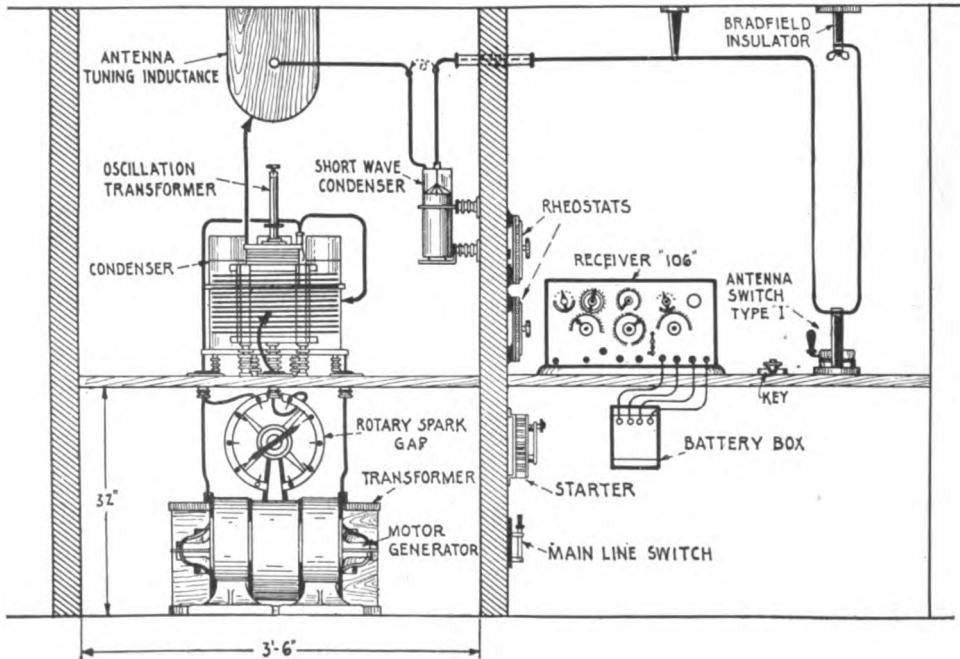 ANTENNA
TUNING INDUCTANCE
BRADFIELD
INSULATOR
OSCILLATION
TRANSFORMER
SHORT WAVE
CONDENSER
RHEOSTATS
CONDENSER
RECEIVER "106"
ANTENNA
SWITCH
TYPE I
KEY
ROTARY SPARK
GAP
BATTERY BOX
TRANSFORMER
STARTER
32"
MOTOR
GENERATOR
MAIN LINE SWITCH
3'-6"